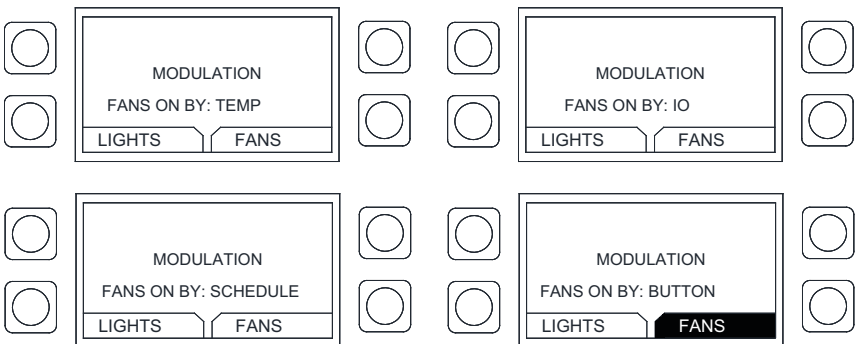 MODULATION
FANS ON BY: TEMP
LIGHTS FANS
MODULATION
FANS ON BY: IO
LIGHTS FANS
MODULATION
FANS ON BY: SCHEDULE
LIGHTS FANS
MODULATION
FANS ON BY: BUTTON
LIGHTS FANS